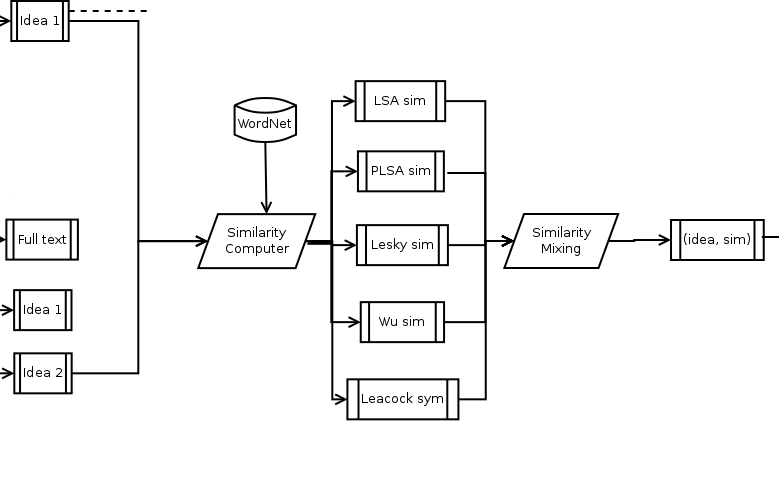 Idea 1
WordNet
LSA sim
PLSA sim
Full text
Similarity
Computer
Lesky sim
Similarity
Mixing
(idea, sim)
Idea 1
Wu sim
Idea 2
Leacock sym